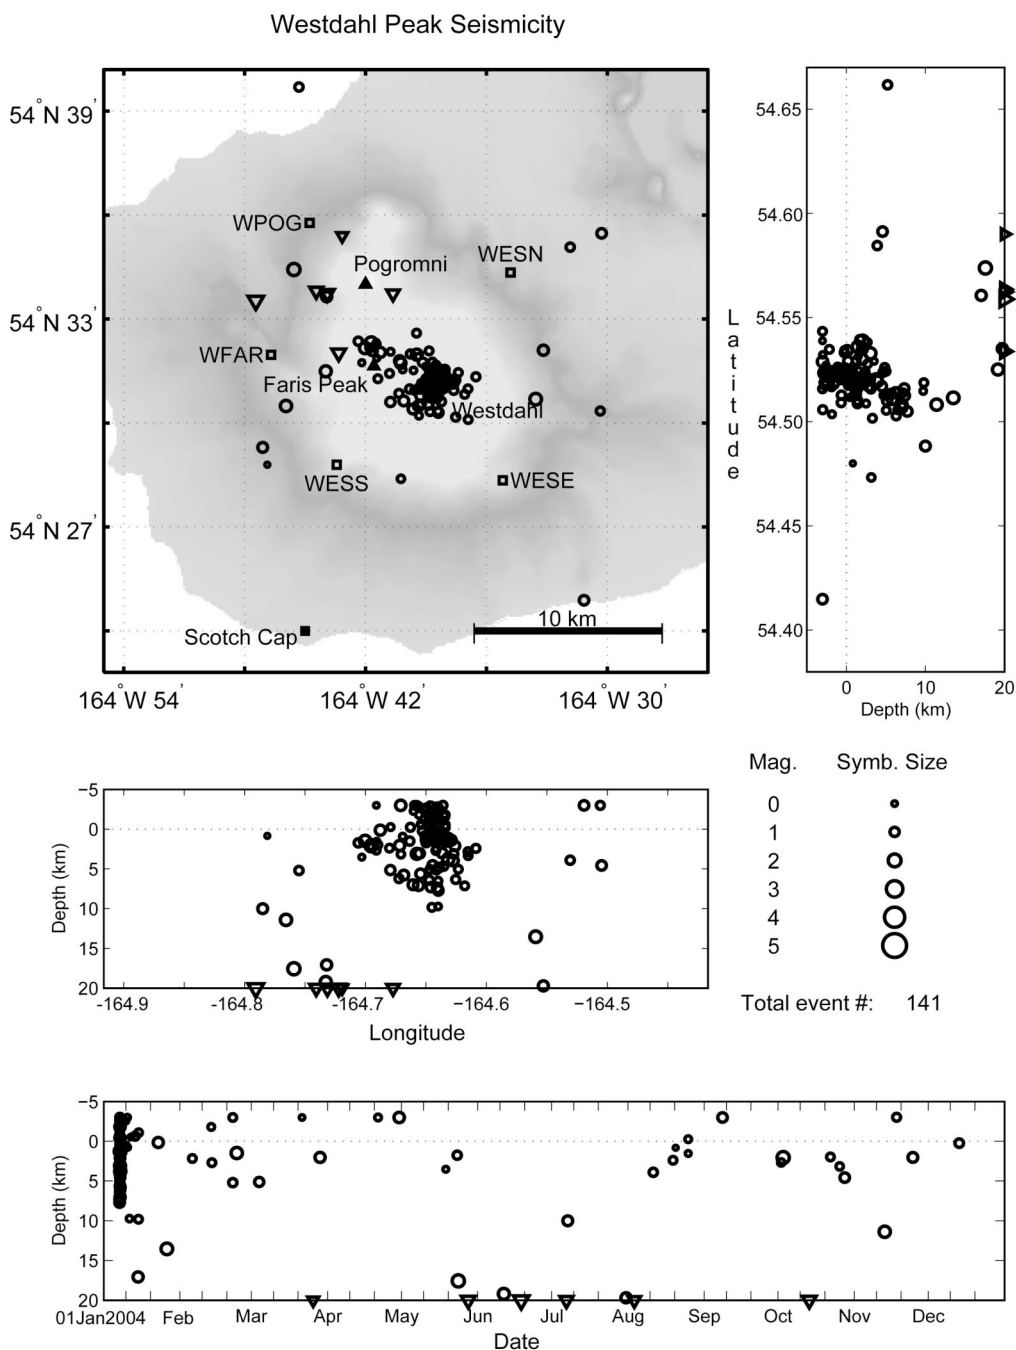 Westdahl Peak Seismicity
54°N 39'
54°N 33'
54°N 27'
WPOG
WESN
Pogromni
WFAR
Faris Peak
Westdahl
WESS
WESE
10 km
Scotch Cap
164°W 54'
164°W 42'
164°W 30'
54.65
54.60
54.55
54.50
54.45
54.40
Latitude
0
10
20
Depth (km)
−5
0
5
10
15
20
Depth (km)
-164.9
-164.8
-164.7
−164.6
−164.5
Longitude
Mag. Symb. Size
0
1
2
3
4
5
Total event #: 141
−5
0
5
10
15
20
Depth (km)
01Jan2004 Feb Mar Apr May Jun Jul Aug Sep Oct Nov Dec
Date